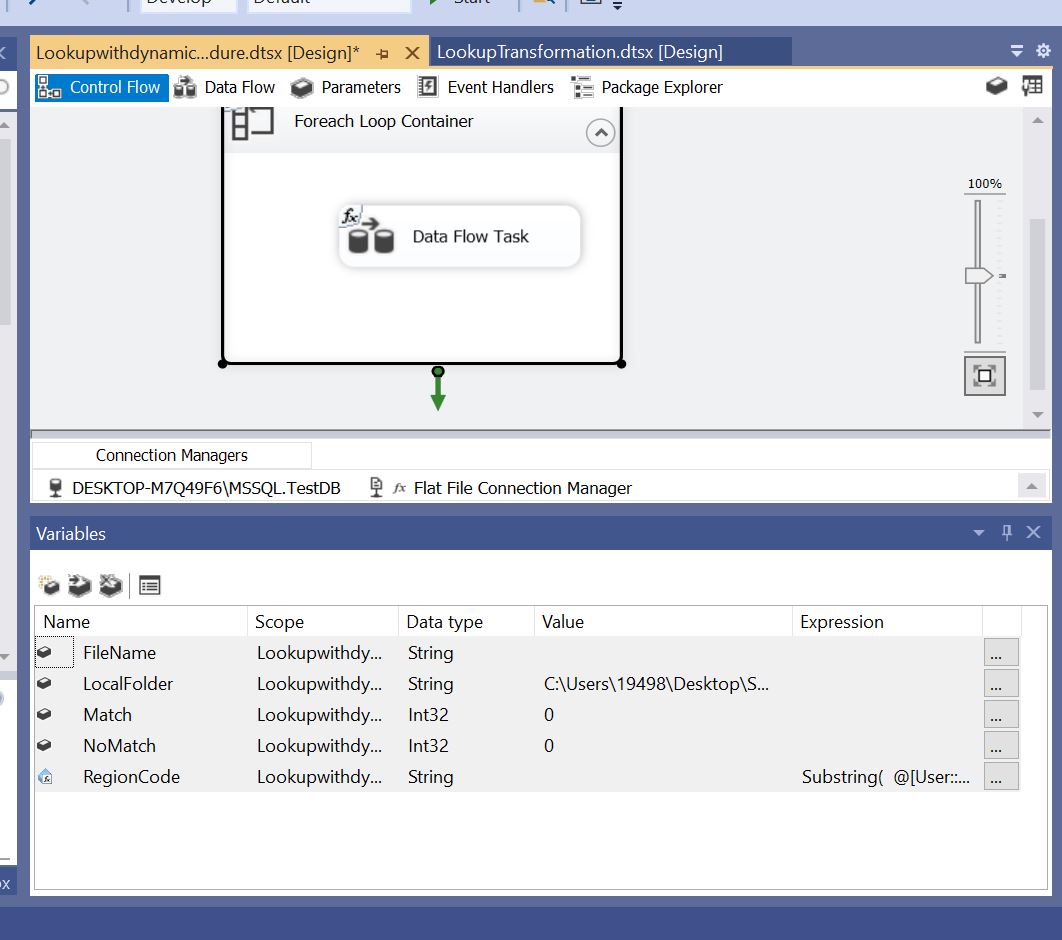 Develop Default Start
Lookupwithdynamic...dure.dtsx [Design]* LookupTransformation.dtsx [Design]
Control Flow Data Flow Parameters Event Handlers Package Explorer
Foreach Loop Container
100%
fx Data Flow Task
Connection Managers
DESKTOP-M7Q49F6\MSSQL.TestDB fx Flat File Connection Manager
Variables
Name Scope Data type Value Expression
FileName Lookupwithdy... String ...
LocalFolder Lookupwithdy... String C:\Users\19498\Desktop\S... ...
Match Lookupwithdy... Int32 0 ...
NoMatch Lookupwithdy... Int32 0 ...
RegionCode Lookupwithdy... String Substring( @[User::... ...
ox